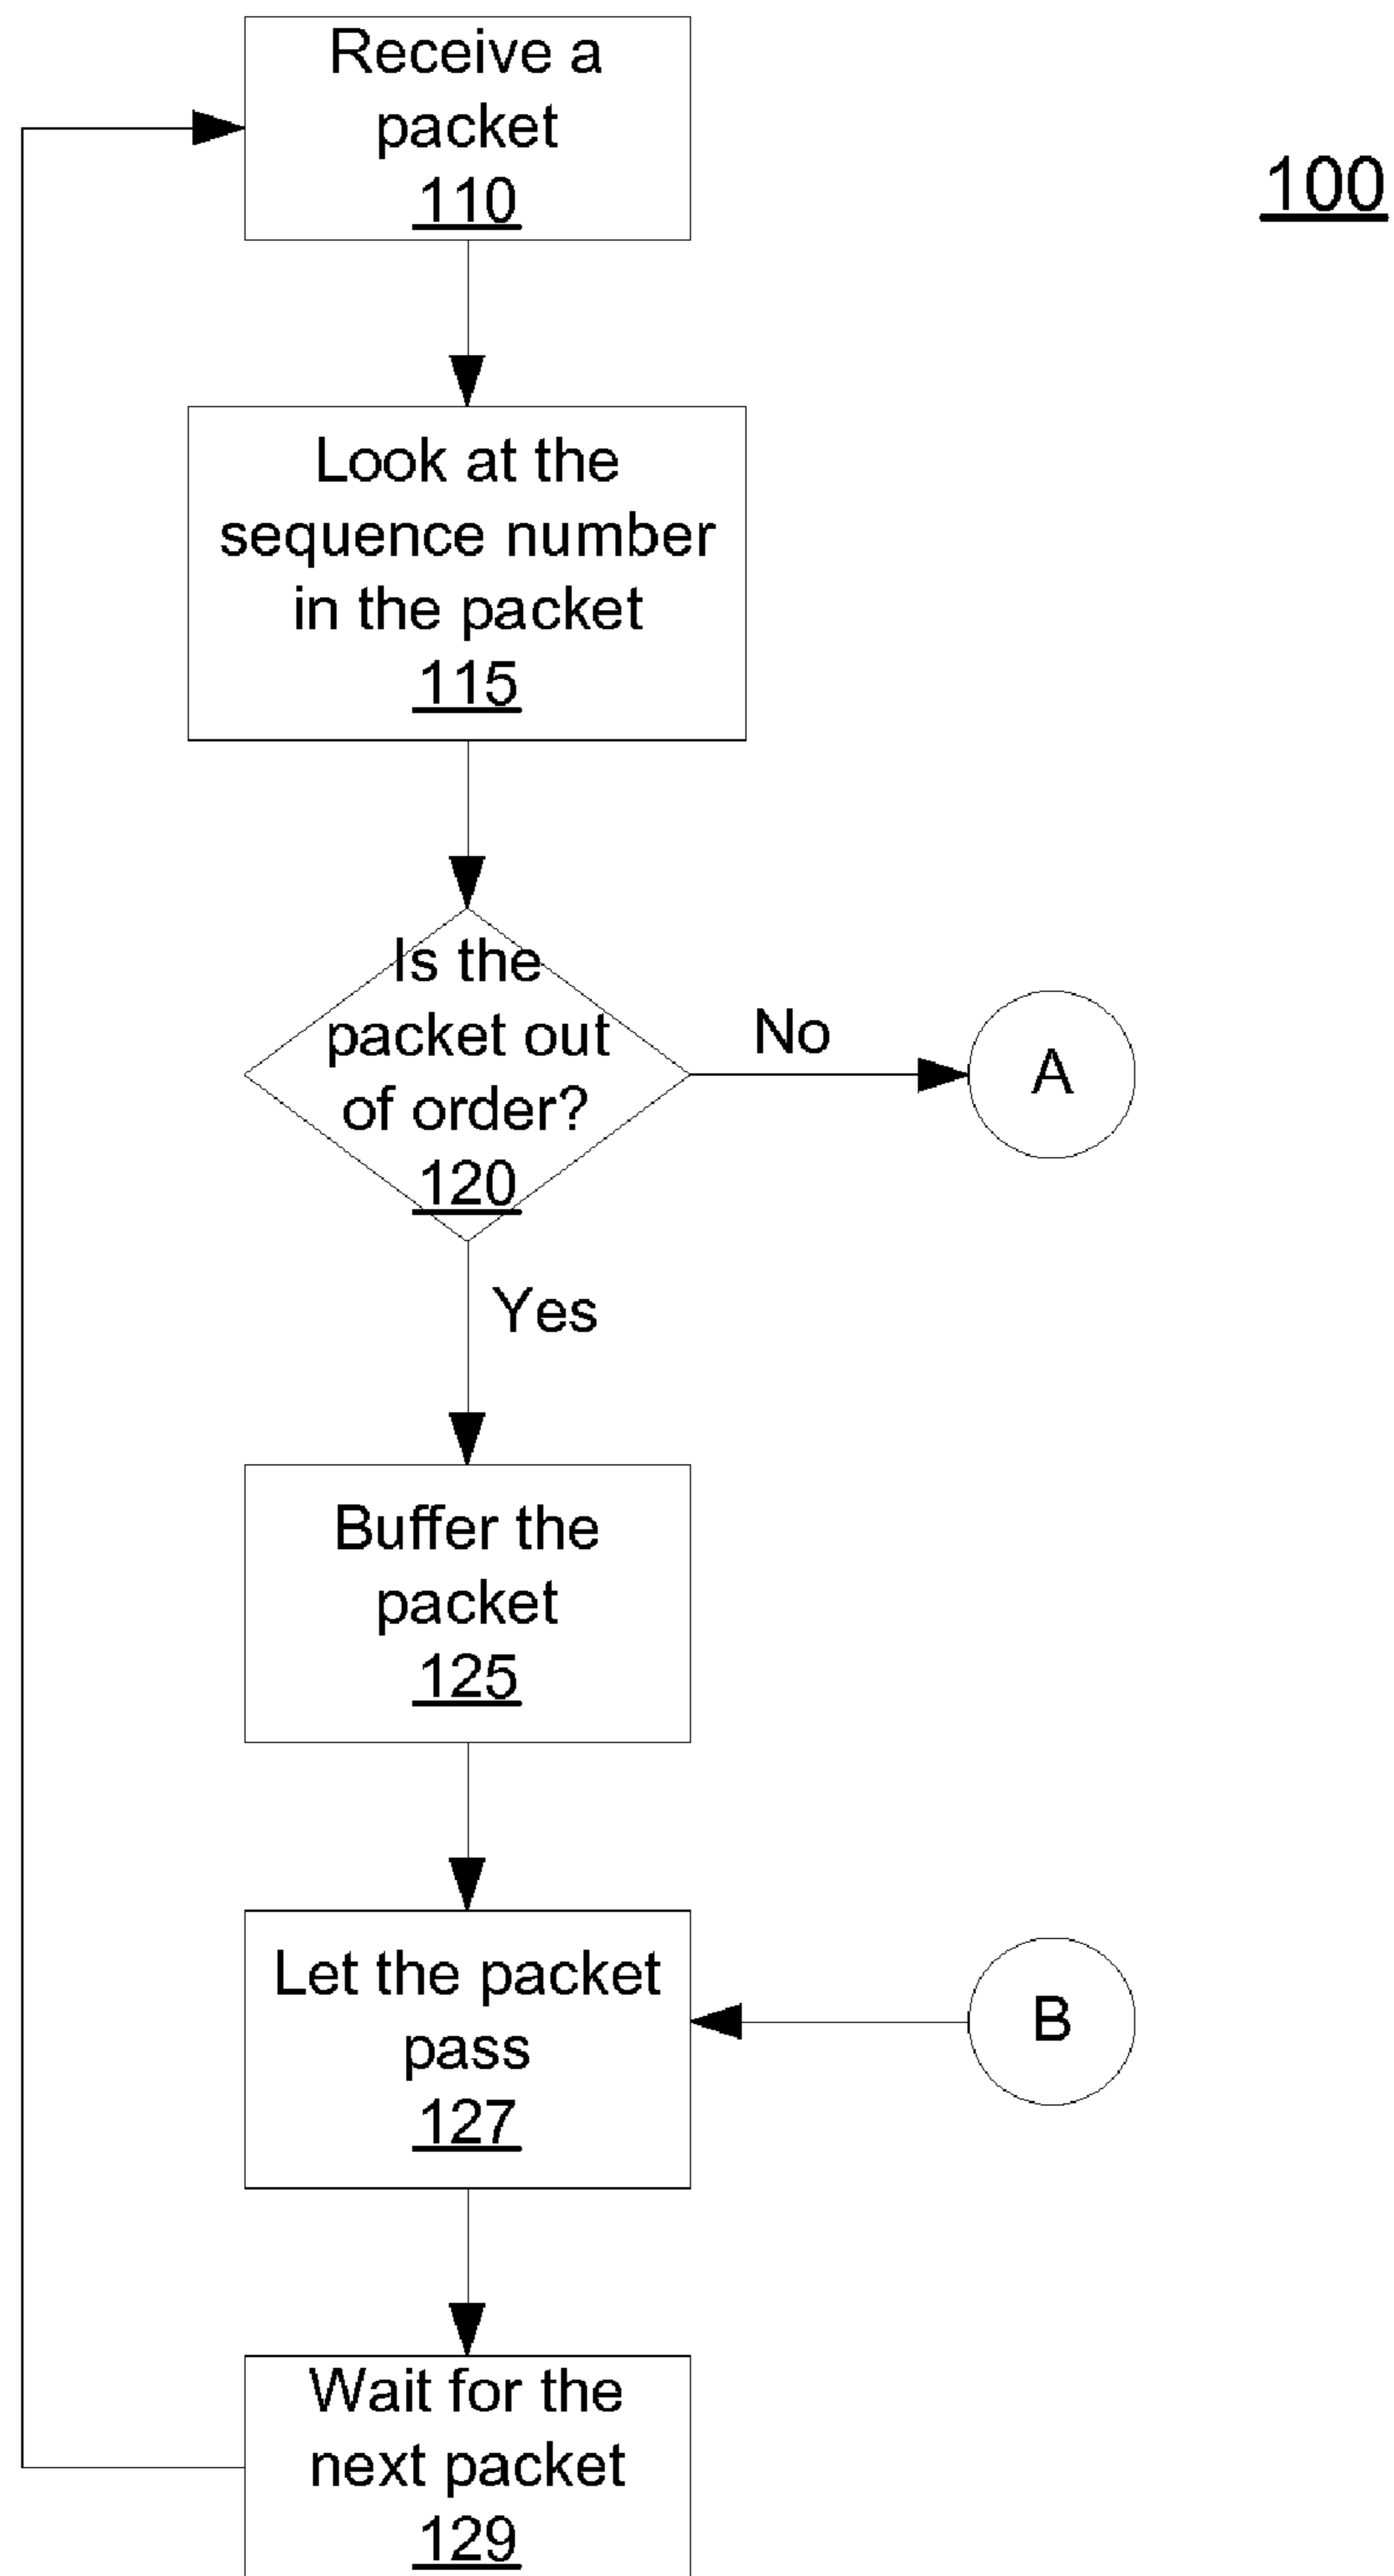 Receive a
packet
110
100
Look at the
sequence number
in the packet
115
Is the
packet out
of order?
120
No
A
Yes
Buffer the
packet
125
Let the packet
pass
127
B
Wait for the
next packet
129